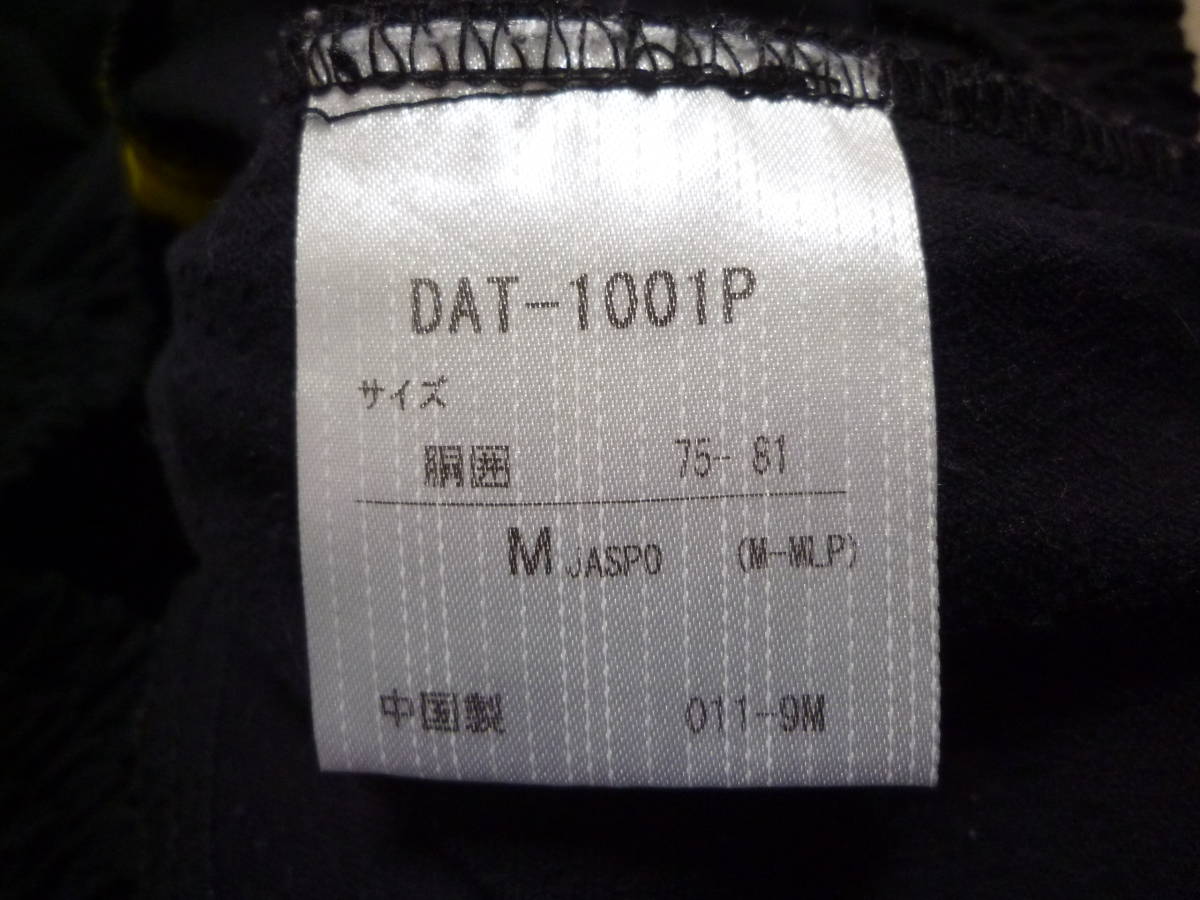 DAT-1001P
サイズ
胴囲 75- 81
M JASPO (M-MLP)
中国製 011-9M